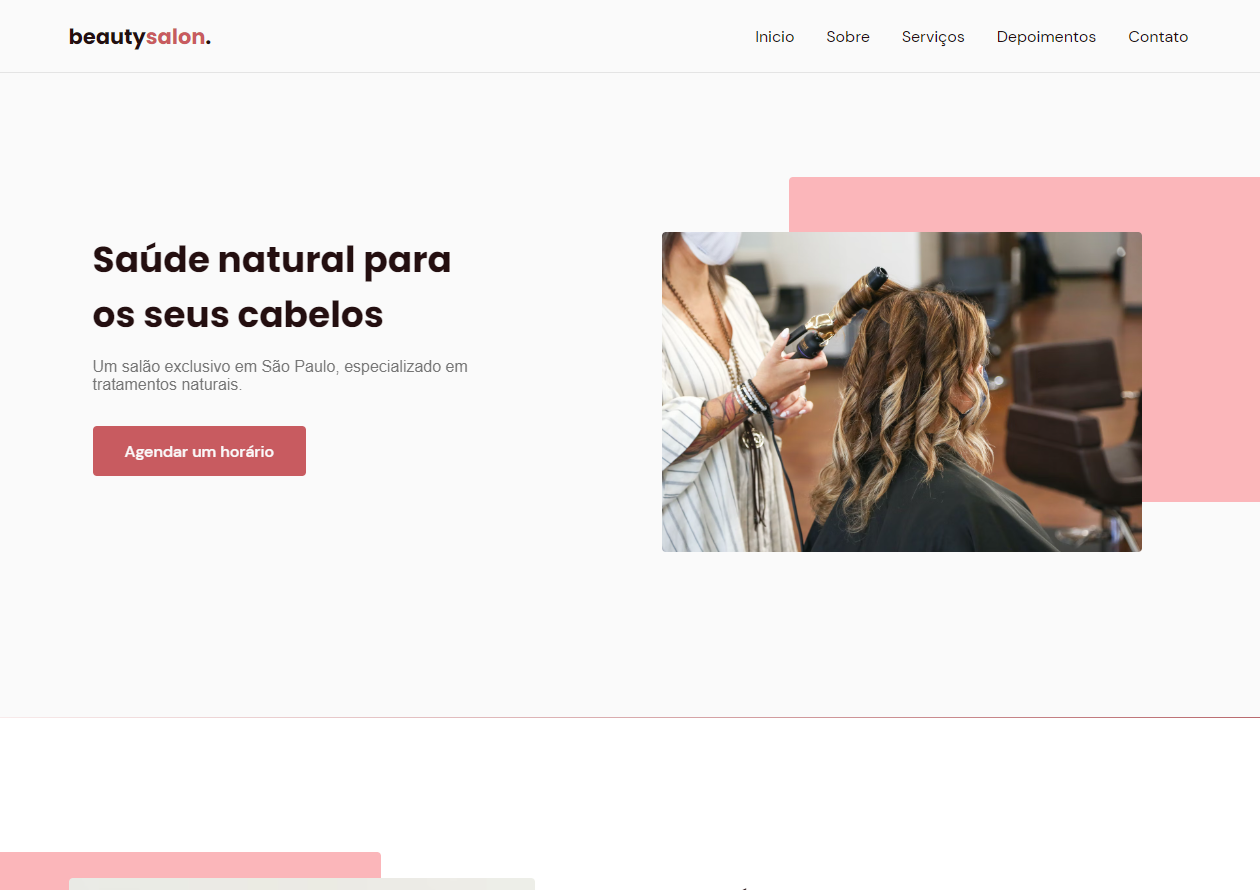 beautysalon.
Inicio Sobre Serviços Depoimentos Contato
Saúde natural para
os seus cabelos
Um salão exclusivo em São Paulo, especializado em
tratamentos naturais.
Agendar um horário